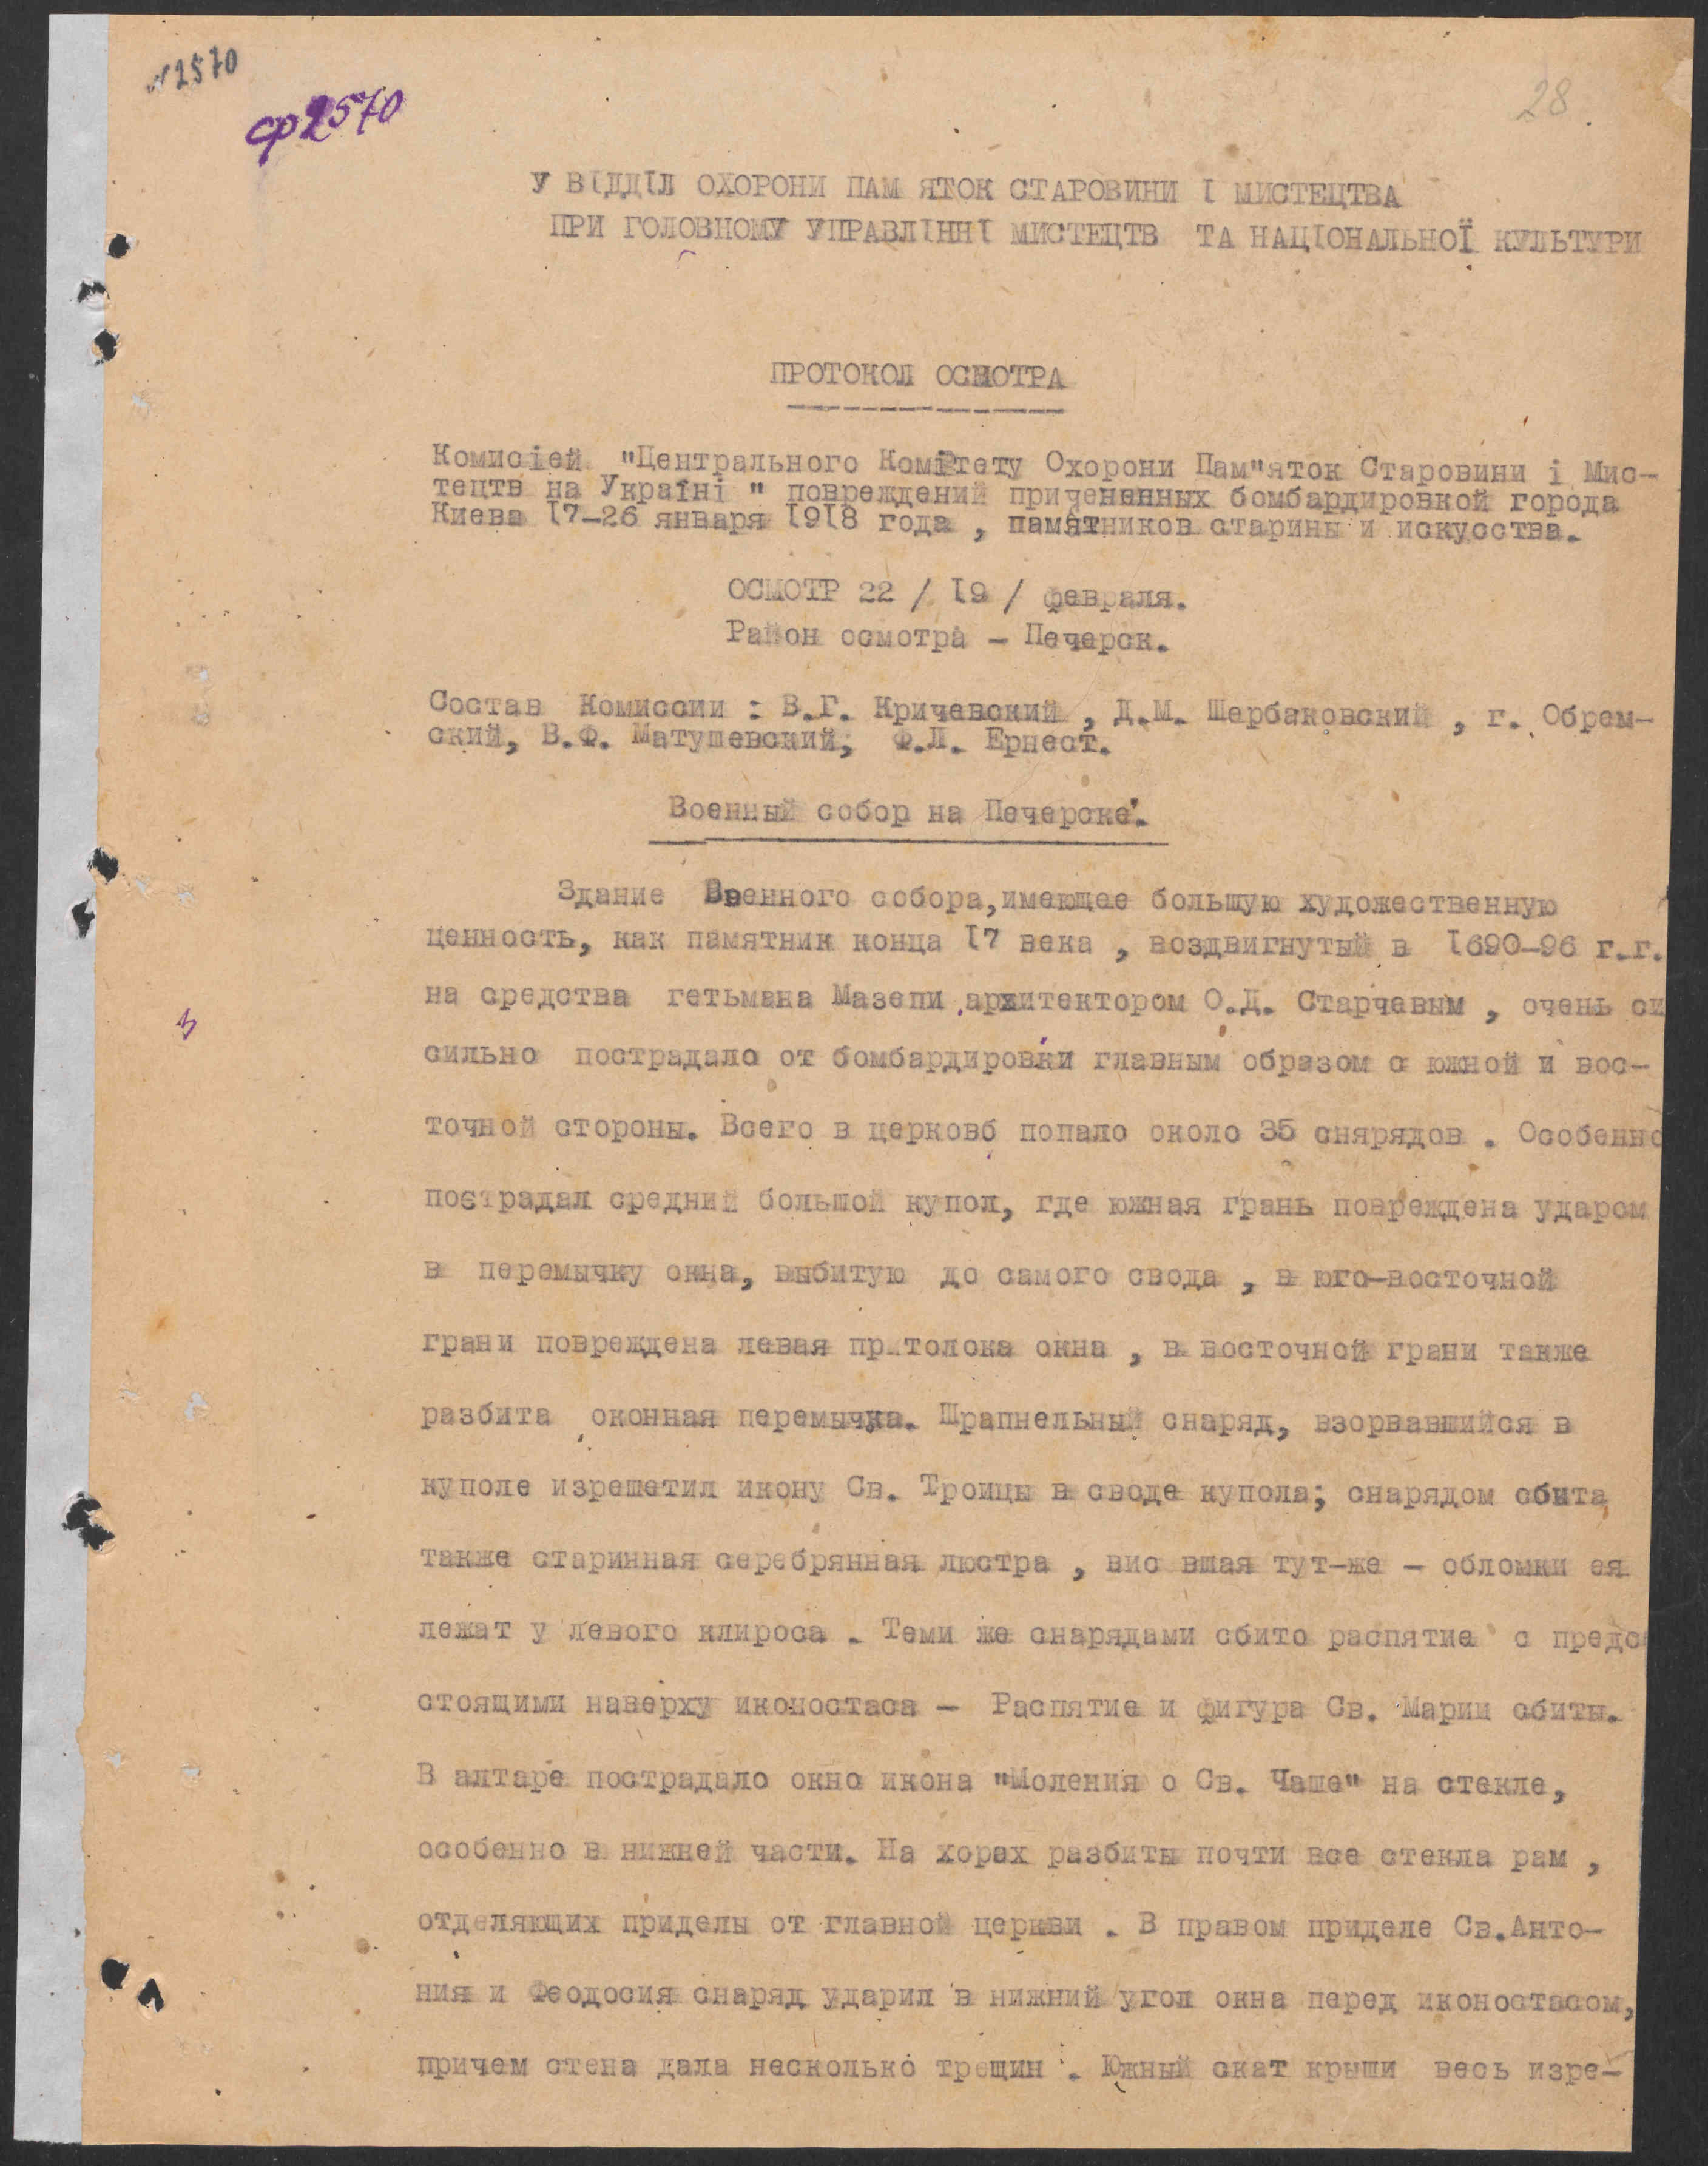 №2570
ср2570
28
У ВІДДІЛ ОХОРОНИ ПАМ ЯТОК СТАРОВИНИ І МИСТЕЦТВА
ПРИ ГОЛОВНОМУ УПРАВЛІННІ МИСТЕЦТВ ТА НАЦІОНАЛЬНОЇ КУЛЬТУРИ
ПРОТОКОЛ ОСМОТРА
Комисіей "Центрального Комітету Охорони Пам"яток Старовини і Мис-
тецтв на Україні " повреждений причененных бомбардировкой города
Киева 17-26 января 1918 года , памятников старины и искусства.
ОСМОТР 22 / 19 / февраля.
Район осмотра - Печерск.
Состав Комиссии : В.Г. Кричевский , Д.М. Щербаковский , г. Обрем-
ский, В.Ф. Матушевский, Ф.Л. Ернест.
Военный собор на Печерске.
Здание Военного собора,имеющее большую художественную
ценность, как памятник конца 17 века , воздвигнутый в 1690-96 г.г.
на средства гетьмана Мазепи архитектором О.Д. Старчевым , очень си
сильно пострадало от бомбардировки главным образом с южной и вос-
точной стороны. Всего в церковб попало около 35 снярядов . Особенно
пострадал средний большой купол, где южная грань повреждена ударом
в перемычку окна, выбитую до самого свода , в юго-восточной
грани повреждена левая притолока окна , в восточной грани также
разбита оконная перемычка. Шрапнельный снаряд, взорвавшийся в
куполе изрешетил икону Св. Троицы в своде купола; снарядом сбита
также старинная серебрянная люстра , вис вшая тут-же - обломки ея
лежат у левого клироса . Теми же снарядами сбито распятие с предс
стоящими наверху иконостаса - Распятие и фигура Св. Марии сбиты.
В алтаре пострадало окно икона "Моления о Св. Чаше" на стекле,
особенно в нижней части. На хорах разбиты почти все стекла рам ,
отделяющих приделы от главной церкви . В правом приделе Св.Анто-
ния и Феодосия снаряд ударил в нижний угол окна перед иконостасом,
причем стена дала несколько трещин . Южный скат крыши весь изре-